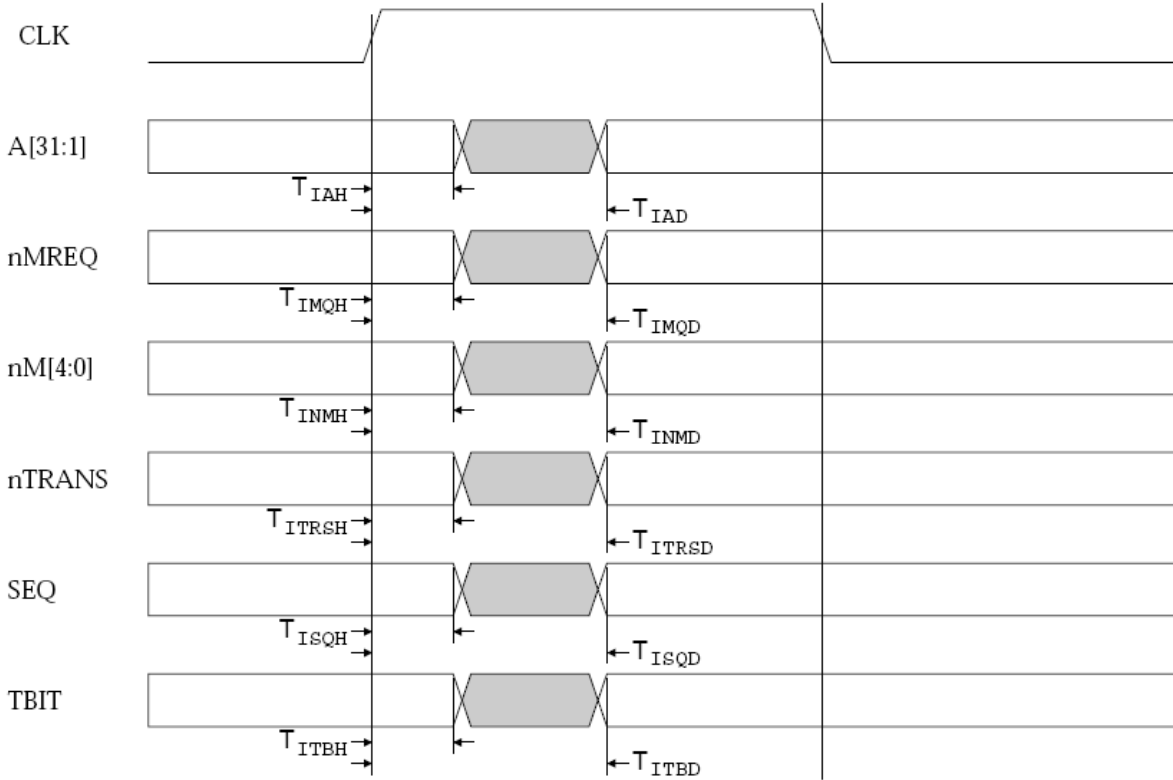 CLK
A[31:1]
TIAH
TIAD
nMREQ
TIMQH
TIMQD
nM[4:0]
TINMH
TINMD
nTRANS
TITRSH
TITRSD
SEQ
TISQH
TISQD
TBIT
TITBH
TITBD